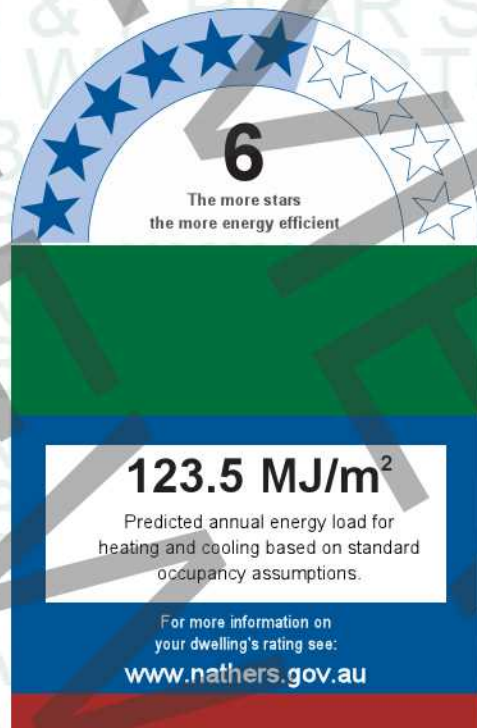 6
The more stars
the more energy efficient
123.5 MJ/m²
Predicted annual energy load for
heating and cooling based on standard
occupancy assumptions.
For more information on
your dwelling's rating see:
www.nathers.gov.au